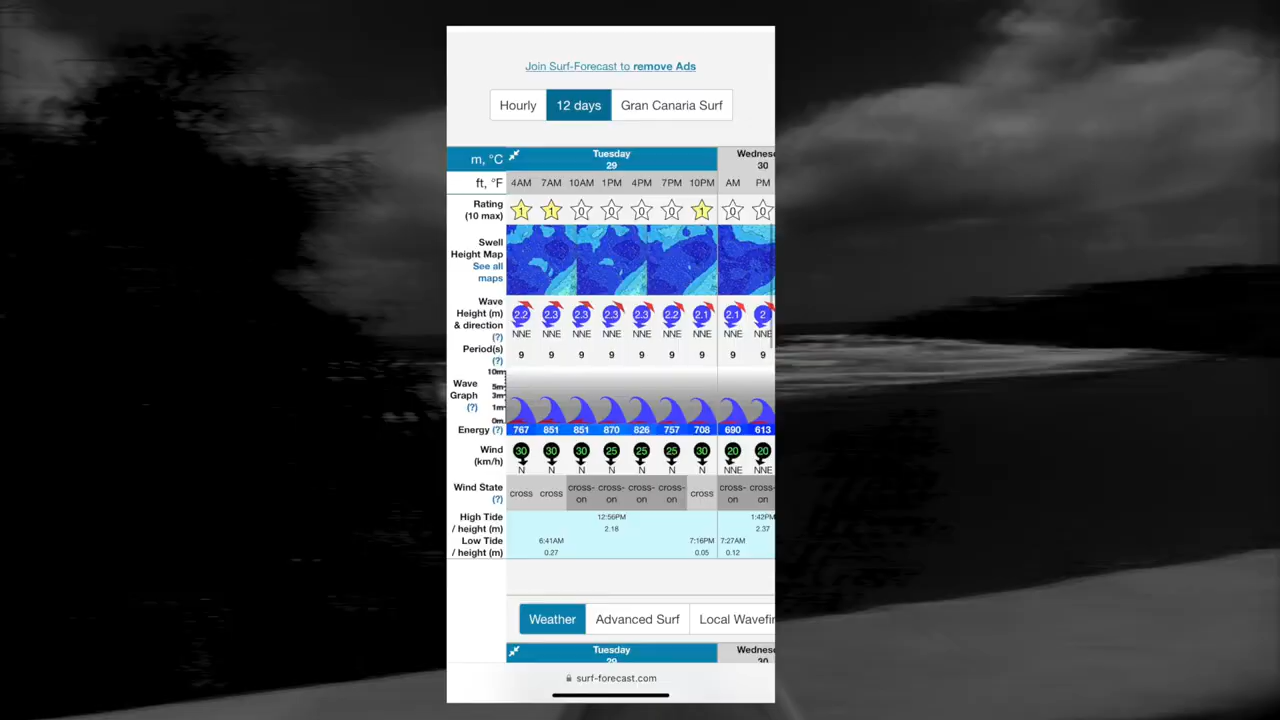 Join Surf-Forecast to remove Ads
Hourly 12 days Gran Canaria Surf
m, °C Tuesday 29 Wednesc 30
ft, °F 4AM 7AM 10AM 1PM 4PM 7PM 10PM AM PM
Rating (10 max) 1 1 0 0 0 0 1 0 0
Swell Height Map
See all maps
Wave Height (m) & direction (?) 2.2 2.3 2.3 2.3 2.3 2.2 2.1 2.1 2
NNE NNE NNE NNE NNE NNE NNE NNE NNE
Period(s) (?) 9 9 9 9 9 9 9 9 9
Wave Graph (?) 10m 5m 3m 1m 0m
Energy (?) 767 851 851 870 826 757 708 690 613
Wind (km/h) 30 30 30 25 25 25 30 20 20
N N N N N N N NNE NNE
Wind State (?) cross cross cross-on cross-on cross-on cross-on cross cross-on cross-on
High Tide / height (m) 12:56PM 2.18 1:42PM 2.37
Low Tide / height (m) 6:41AM 0.27 7:16PM 0.05 7:27AM 0.12
Weather Advanced Surf Local Wavefin
Tuesday 29 Wednesc 30
surf-forecast.com